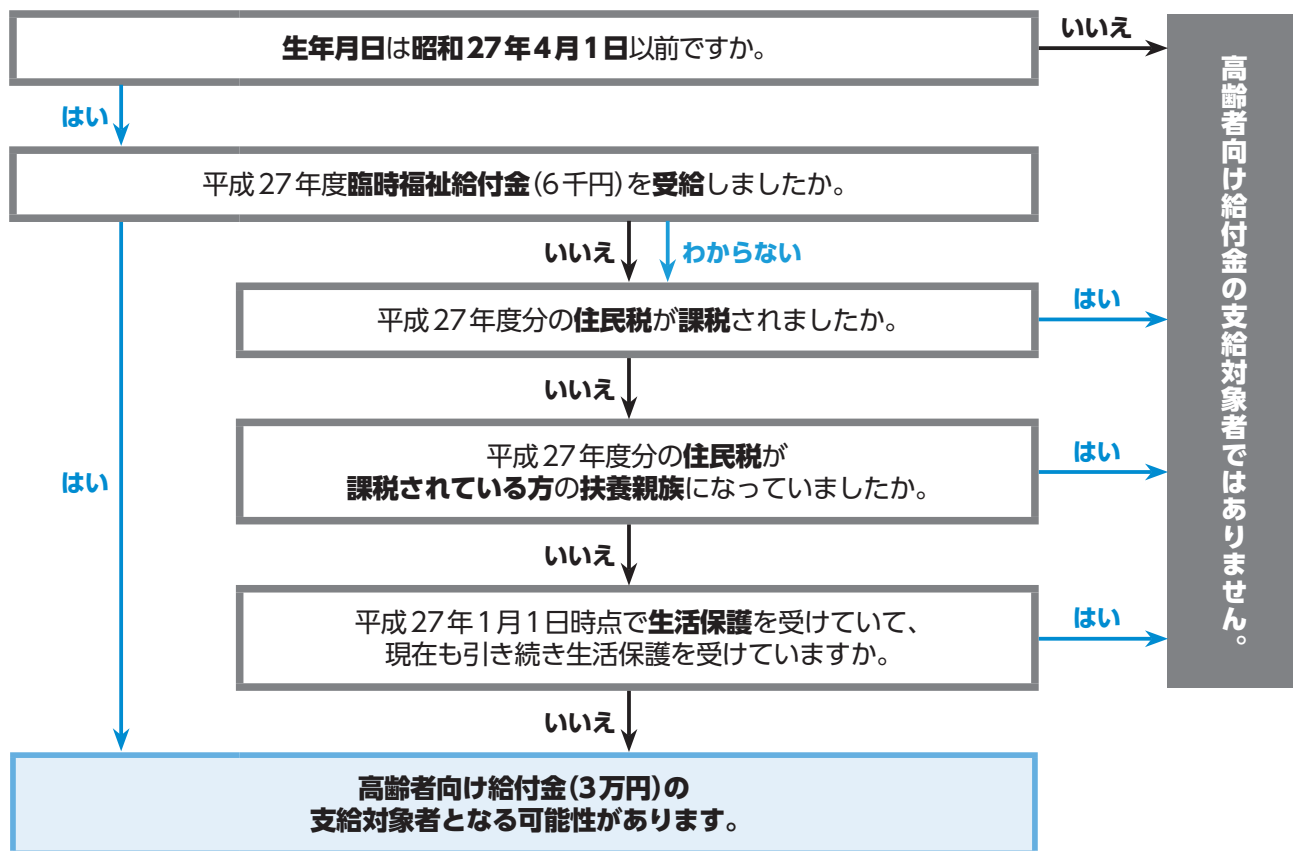 生年月日は昭和27年4月1日以前ですか。
いいえ
はい
平成27年度臨時福祉給付金(6千円)を受給しましたか。
いいえ
わからない
平成27年度分の住民税が課税されましたか。
はい
いいえ
平成27年度分の住民税が
課税されている方の扶養親族になっていましたか。
はい
はい
いいえ
平成27年1月1日時点で生活保護を受けていて、
現在も引き続き生活保護を受けていますか。
はい
いいえ
高齢者向け給付金(3万円)の
支給対象者となる可能性があります。
高齢者向け給付金の支給対象者ではありません。